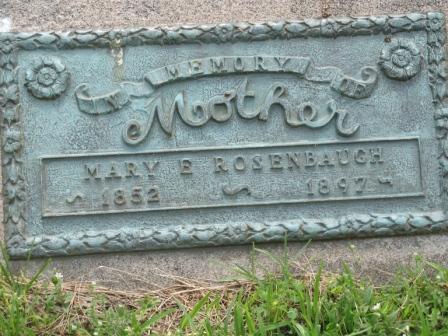 IN MEMORY OF
Mother
MARY E ROSENBAUGH
1852 ~ 1897